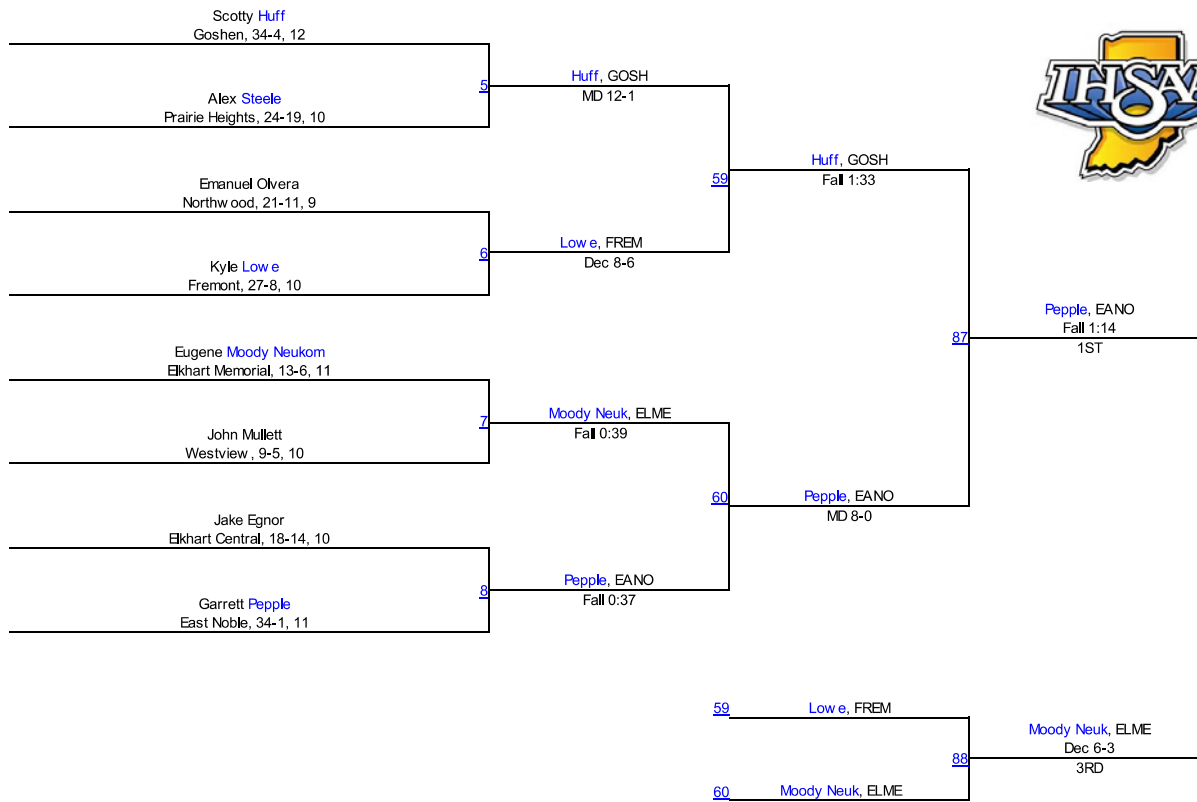 Scotty Huff
Goshen, 34-4, 12
Alex Steele
Prairie Heights, 24-19, 10
5
Huff, GOSH
MD 12-1
Emanuel Olvera
Northwood, 21-11, 9
Kyle Lowe
Fremont, 27-8, 10
6
Lowe, FREM
Dec 8-6
59
Huff, GOSH
Fall 1:33
Eugene Moody Neukom
Elkhart Memorial, 13-6, 11
John Mullett
Westview , 9-5, 10
7
Moody Neuk, ELME
Fall 0:39
Jake Egnor
Elkhart Central, 18-14, 10
Garrett Pepple
East Noble, 34-1, 11
8
Pepple, EANO
Fall 0:37
60
Pepple, EANO
MD 8-0
87
Pepple, EANO
Fall 1:14
1ST
59
Lowe, FREM
60
Moody Neuk, ELME
88
Moody Neuk, ELME
Dec 6-3
3RD
IHSAA